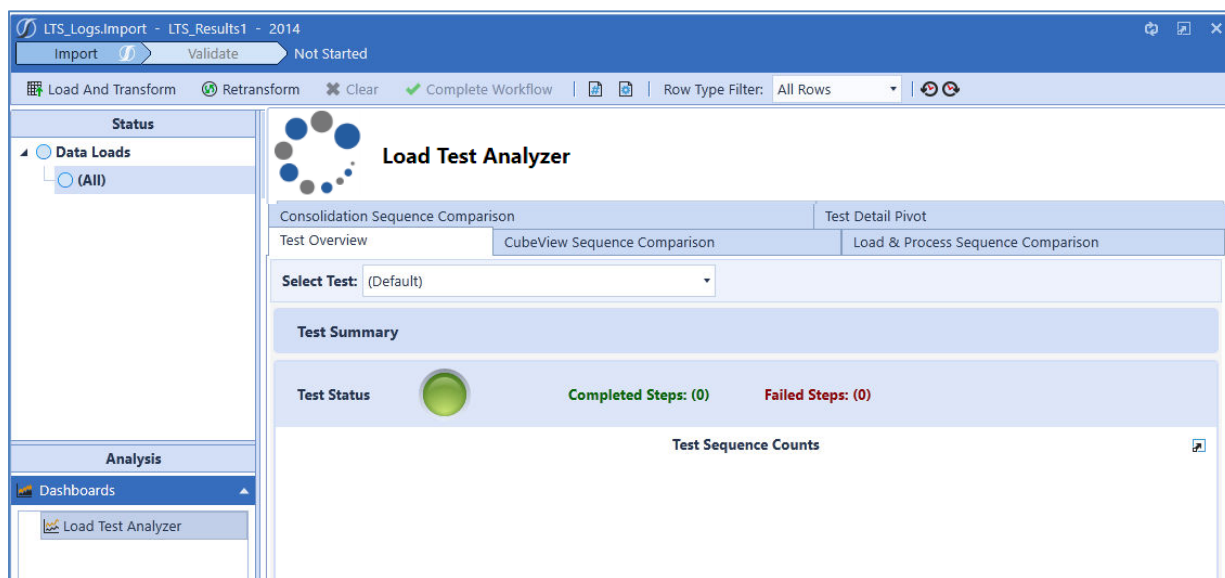 LTS_Logs.Import - LTS_Results1 - 2014
Import Validate Not Started
Load And Transform Retransform Clear Complete Workflow # Row Type Filter: All Rows
Status
Data Loads
(All)
Load Test Analyzer
Consolidation Sequence Comparison Test Detail Pivot
Test Overview CubeView Sequence Comparison Load & Process Sequence Comparison
Select Test: (Default)
Test Summary
Test Status Completed Steps: (0) Failed Steps: (0)
Test Sequence Counts
Analysis
Dashboards
Load Test Analyzer